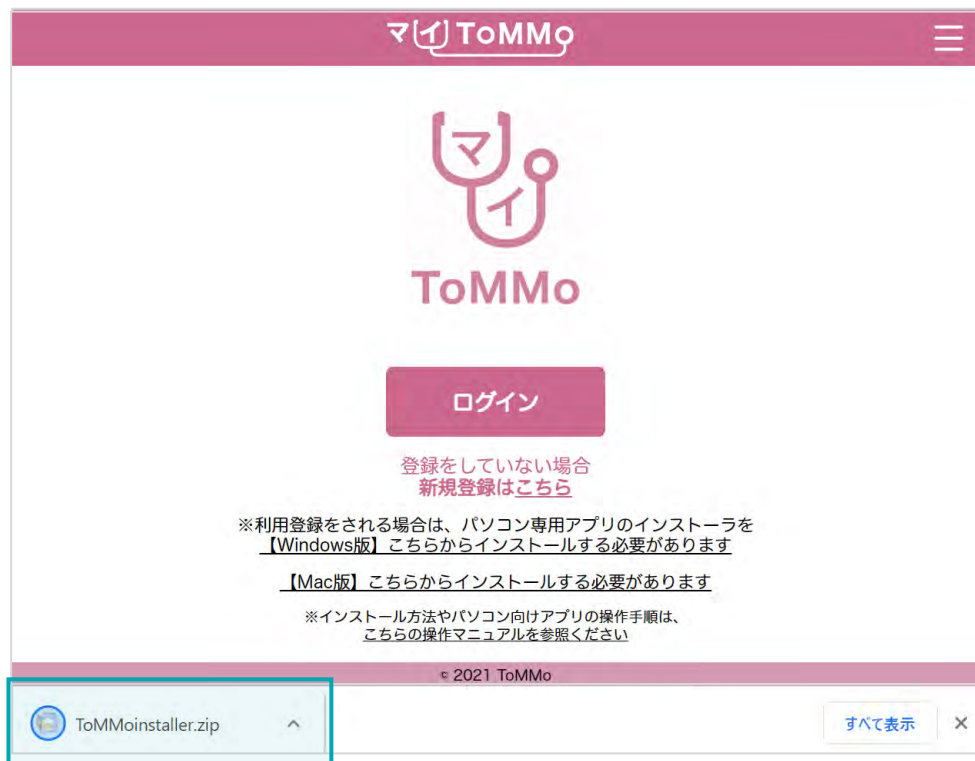 マイ ToMMo
マイ
ToMMo
ログイン
登録をしていない場合
新規登録はこちら
※利用登録をされる場合は、パソコン専用アプリのインストーラを
【Windows版】こちらからインストールする必要があります
【Mac版】こちらからインストールする必要があります
※インストール方法やパソコン向けアプリの操作手順は、
こちらの操作マニュアルを参照ください
© 2021 ToMMo
ToMMoinstaller.zip
すべて表示